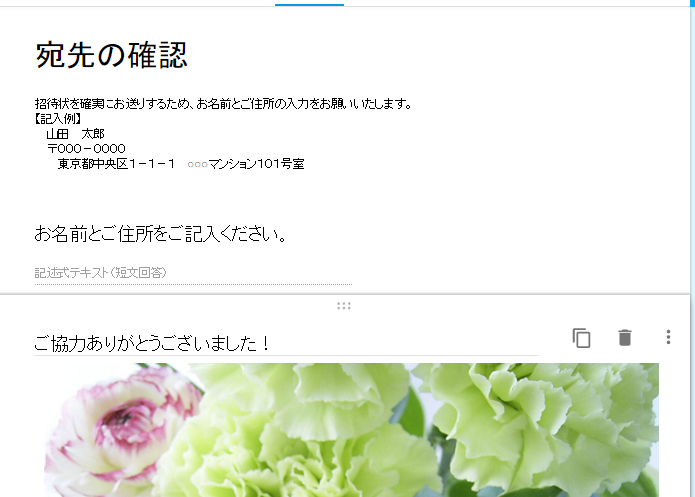 宛先の確認
招待状を確実にお送りするため、お名前とご住所の入力をお願いいたします。
【記入例】
山田　太郎
〒000－0000
東京都中央区１－１－１　○○○マンション１０１号室
お名前とご住所をご記入ください。
記述式テキスト（短文回答）
ご協力ありがとうございました！